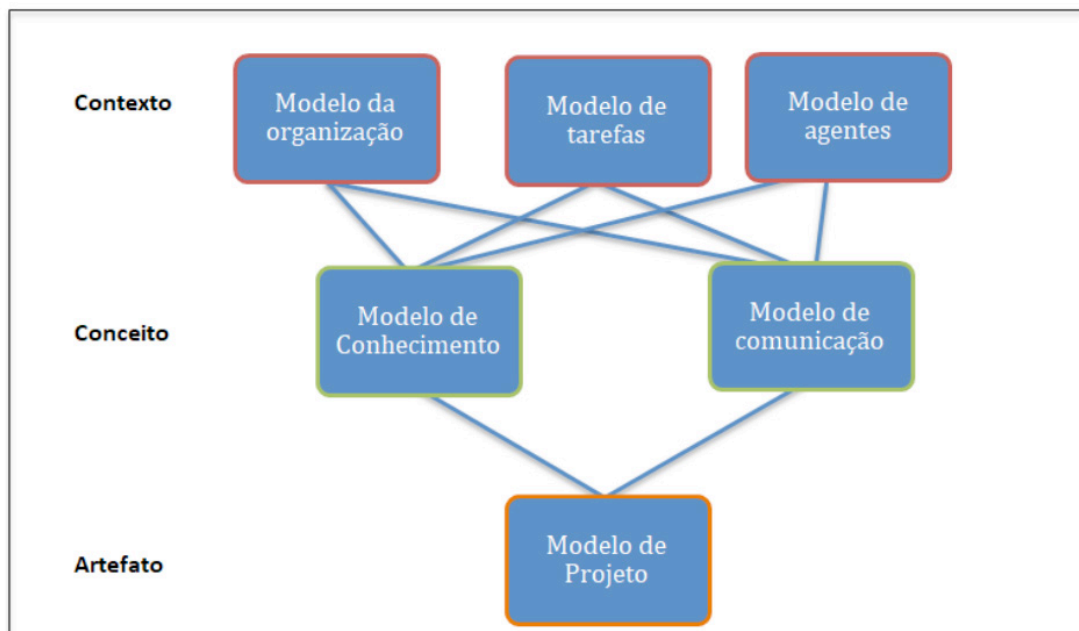 Contexto
Modelo da
organização
Modelo de
tarefas
Modelo de
agentes
Conceito
Modelo de
Conhecimento
Modelo de
comunicação
Artefato
Modelo de
Projeto